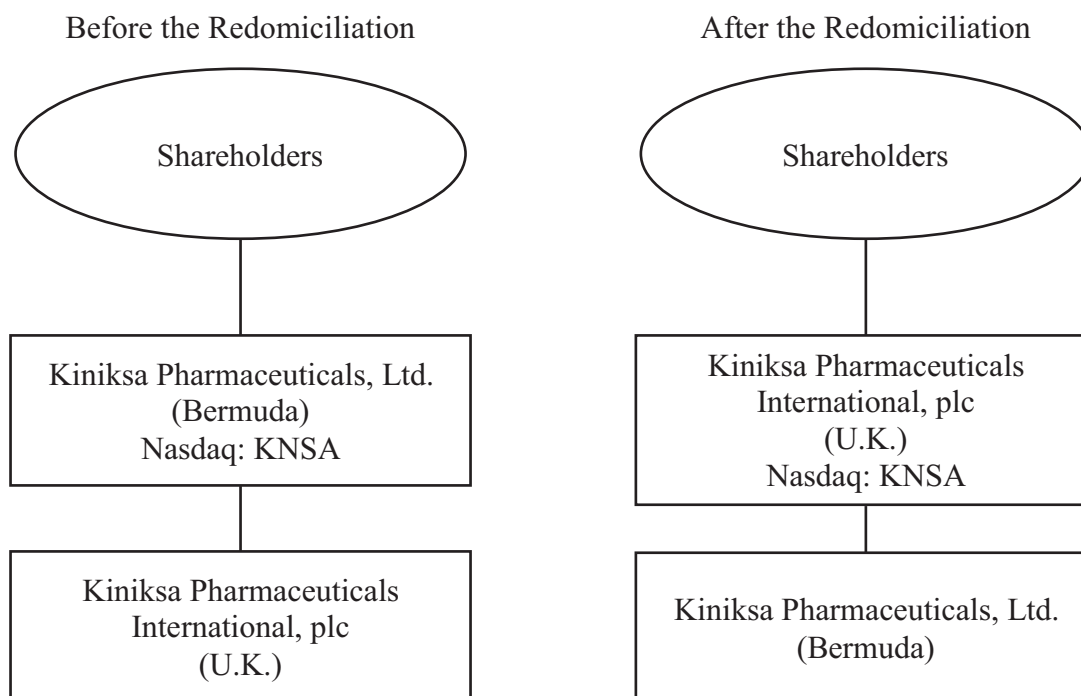 Before the Redomiciliation
Shareholders
Kiniksa Pharmaceuticals, Ltd.
(Bermuda)
Nasdaq: KNSA
Kiniksa Pharmaceuticals
International, plc
(U.K.)
After the Redomiciliation
Shareholders
Kiniksa Pharmaceuticals
International, plc
(U.K.)
Nasdaq: KNSA
Kiniksa Pharmaceuticals, Ltd.
(Bermuda)